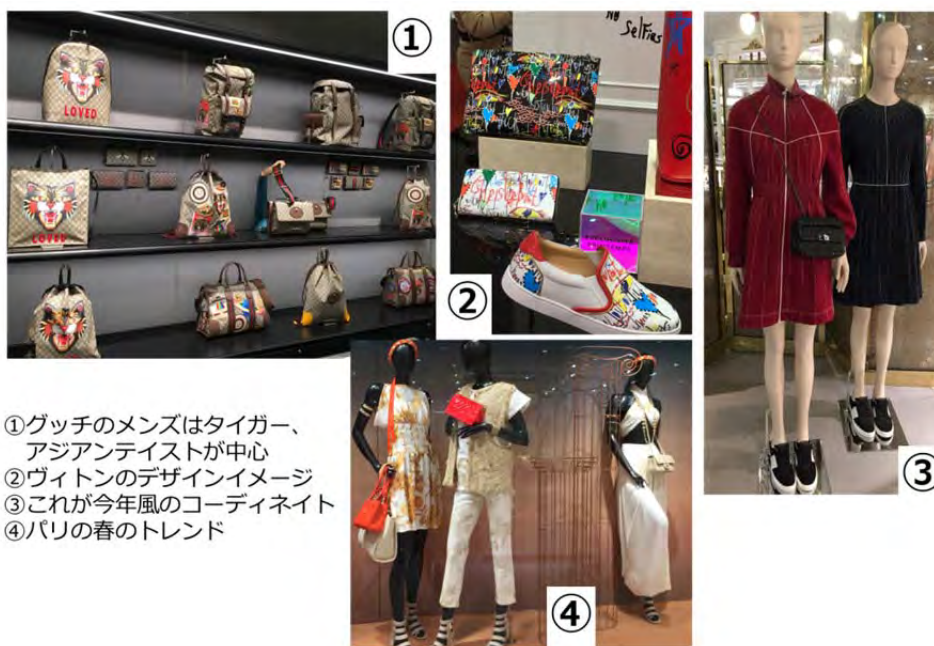 ①
LOVED
LOVED
NB
Selfies
②
③
④
①グッチのメンズはタイガー、
アジアンテイストが中心
②ヴィトンのデザインイメージ
③これが今年風のコーディネイト
④パリの春のトレンド